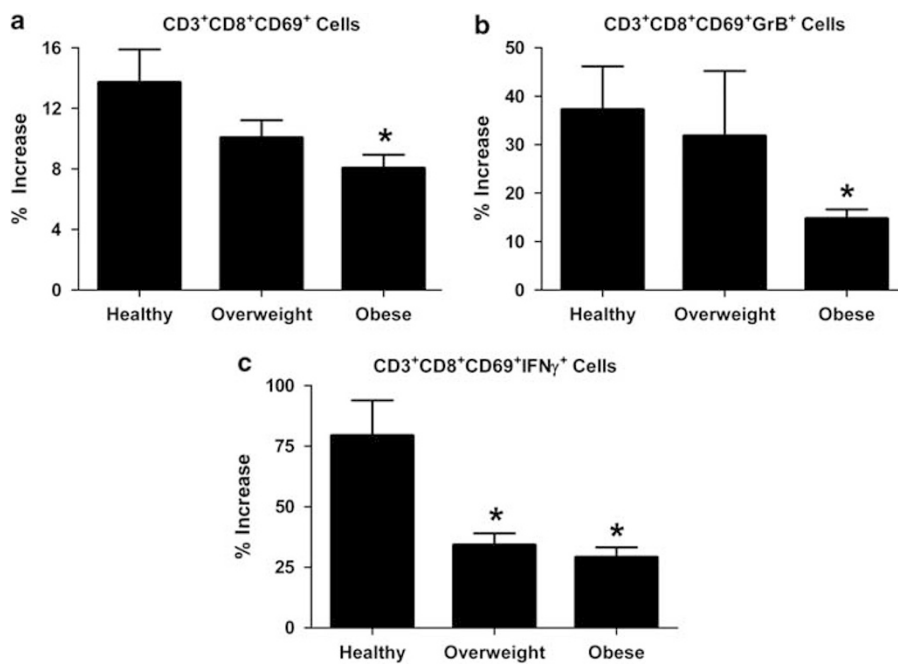 a
CD3⁺CD8⁺CD69⁺ Cells
16
12
8
4
0
% Increase
*
Healthy Overweight Obese
b
CD3⁺CD8⁺CD69⁺GrB⁺ Cells
50
40
30
20
10
0
% Increase
*
Healthy Overweight Obese
c
CD3⁺CD8⁺CD69⁺IFNγ⁺ Cells
100
75
50
25
0
% Increase
*
*
Healthy Overweight Obese